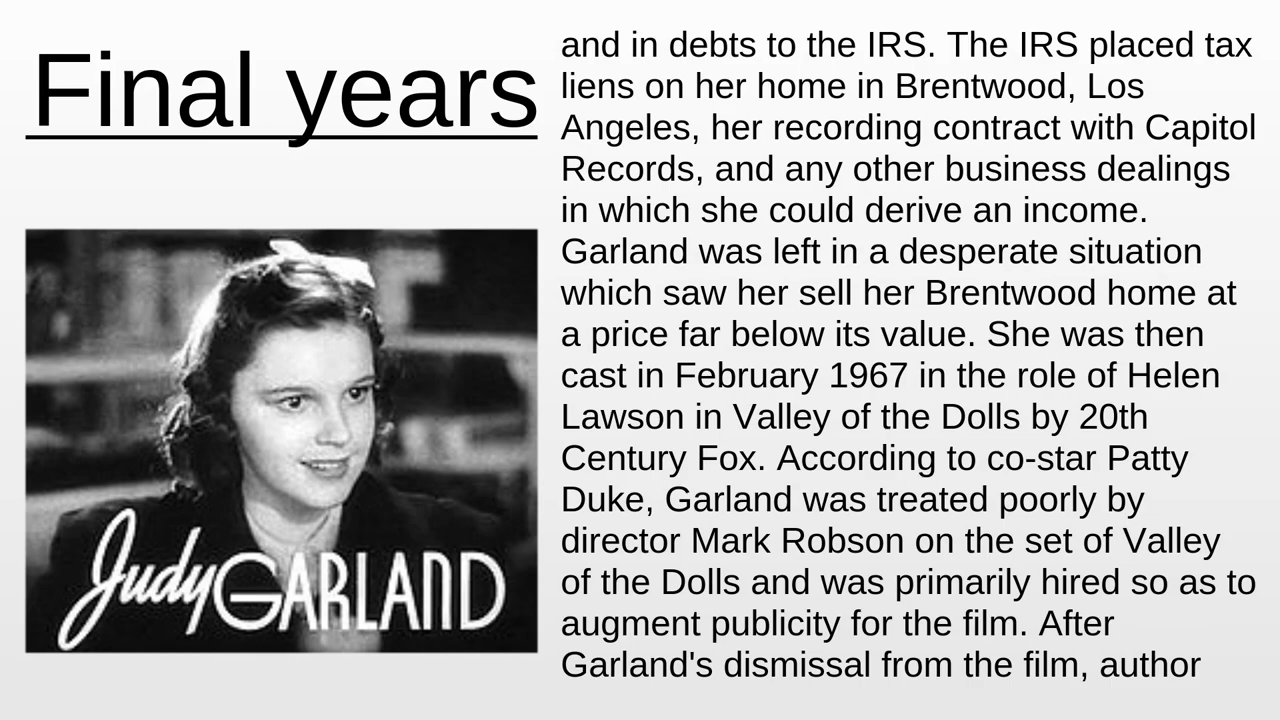 Final years
Judy GARLAND
and in debts to the IRS. The IRS placed tax
liens on her home in Brentwood, Los
Angeles, her recording contract with Capitol
Records, and any other business dealings
in which she could derive an income.
Garland was left in a desperate situation
which saw her sell her Brentwood home at
a price far below its value. She was then
cast in February 1967 in the role of Helen
Lawson in Valley of the Dolls by 20th
Century Fox. According to co-star Patty
Duke, Garland was treated poorly by
director Mark Robson on the set of Valley
of the Dolls and was primarily hired so as to
augment publicity for the film. After
Garland's dismissal from the film, author